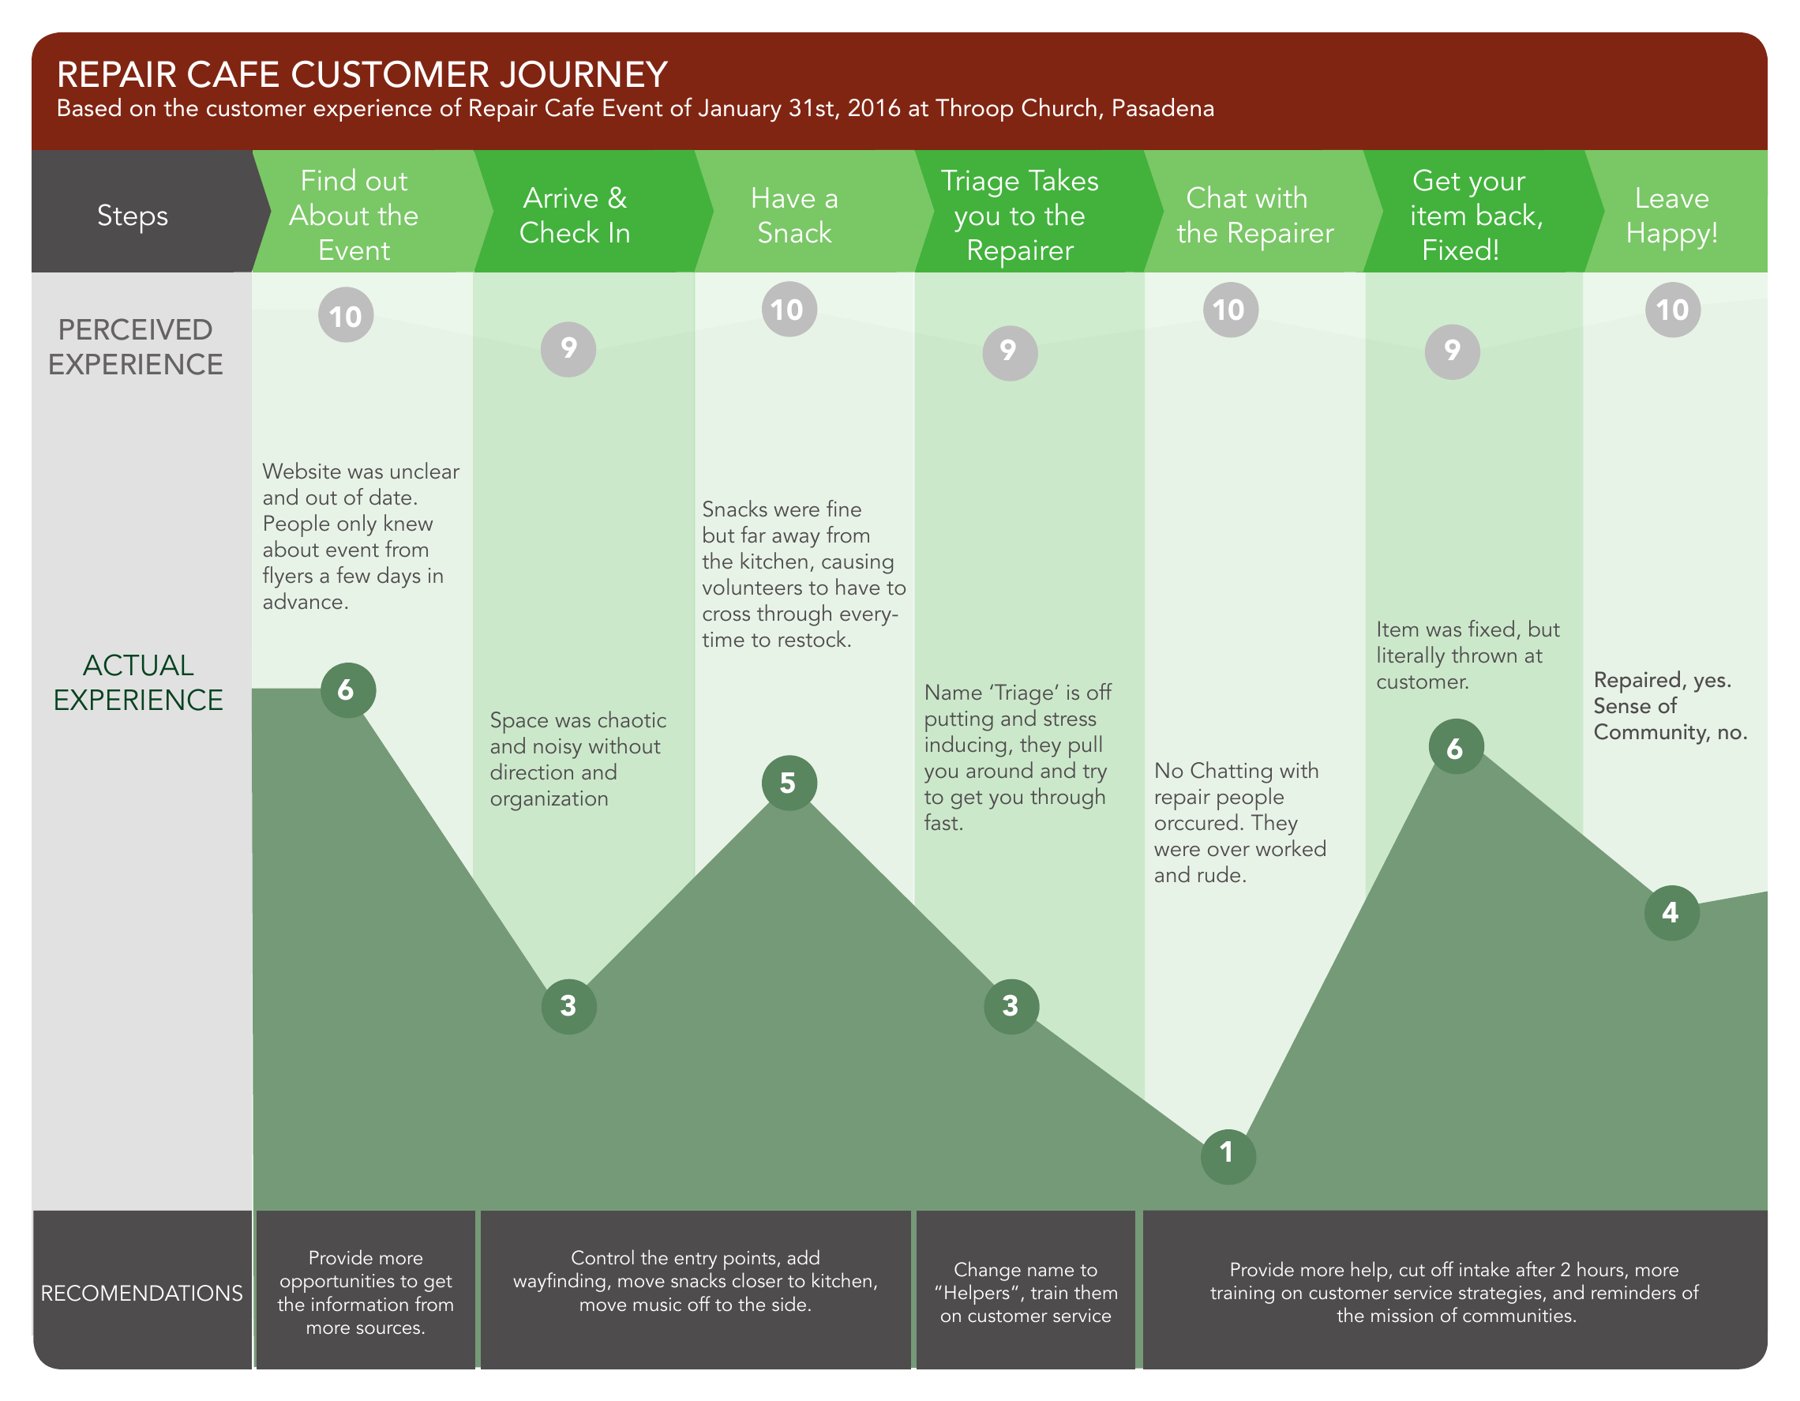 REPAIR CAFE CUSTOMER JOURNEY
Based on the customer experience of Repair Cafe Event of January 31st, 2016 at Throop Church, Pasadena
Steps
Find out
About the
Event
Arrive &
Check In
Have a
Snack
Triage Takes
you to the
Repairer
Chat with
the Repairer
Get your
item back,
Fixed!
Leave
Happy!
PERCEIVED
EXPERIENCE
10
9
10
9
10
9
10
ACTUAL
EXPERIENCE
Website was unclear
and out of date.
People only knew
about event from
flyers a few days in
advance.
6
Space was chaotic
and noisy without
direction and
organization
3
Snacks were fine
but far away from
the kitchen, causing
volunteers to have to
cross through every-
time to restock.
5
Name ‘Triage’ is off
putting and stress
inducing, they pull
you around and try
to get you through
fast.
3
No Chatting with
repair people
orccured. They
were over worked
and rude.
1
Item was fixed, but
literally thrown at
customer.
6
Repaired, yes.
Sense of
Community, no.
4
RECOMENDATIONS
Provide more
opportunities to get
the information from
more sources.
Control the entry points, add
wayfinding, move snacks closer to kitchen,
move music off to the side.
Change name to
“Helpers”, train them
on customer service
Provide more help, cut off intake after 2 hours, more
training on customer service strategies, and reminders of
the mission of communities.